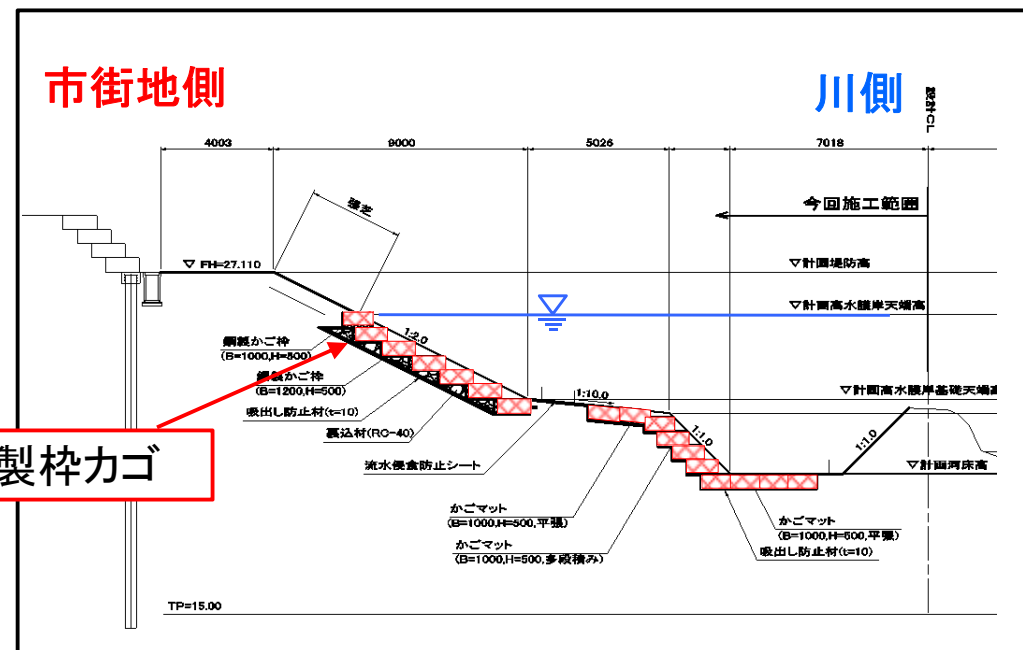 市街地側
川側
設計CL
4003
9000
5026
7018
張芝
今回施工範囲
▽ FH=27.110
▽計画堤防高
▽計画高水護岸天端高
1:2.0
鋼製かご枠
(B=1000,H=500)
鋼製かご枠
(B=1200,H=500)
吸出し防止材(t=10)
裏込材(RC-40)
流水侵食防止シート
1:10.0
▽計画高水護岸基礎天端高
1:1.0
1:1.0
▽計画河床高
製枠カゴ
かごマット
(B=1000,H=500,平張)
かごマット
(B=1000,H=500,多段積み)
かごマット
(B=1000,H=500,平張)
吸出し防止材(t=10)
TP=15.00